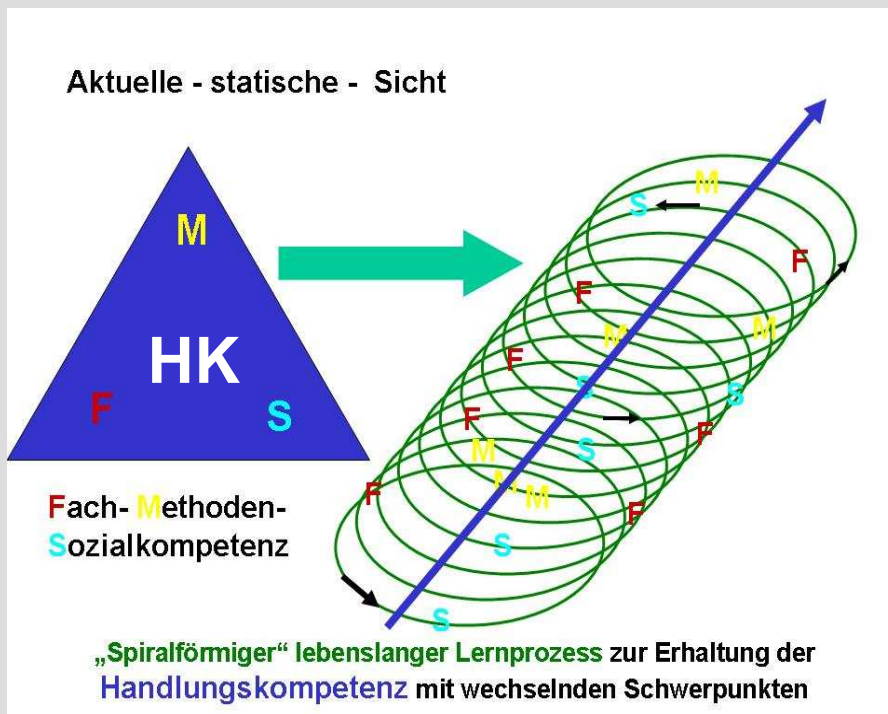 Aktuelle - statische - Sicht
M
HK
F
S
Fach- Methoden-
Sozialkompetenz
M
S
F
F
M
M
F
S
S
F
F
S
M
F
M
M
F
S
S
„Spiralförmiger“ lebenslanger Lernprozess zur Erhaltung der
Handlungskompetenz mit wechselnden Schwerpunkten